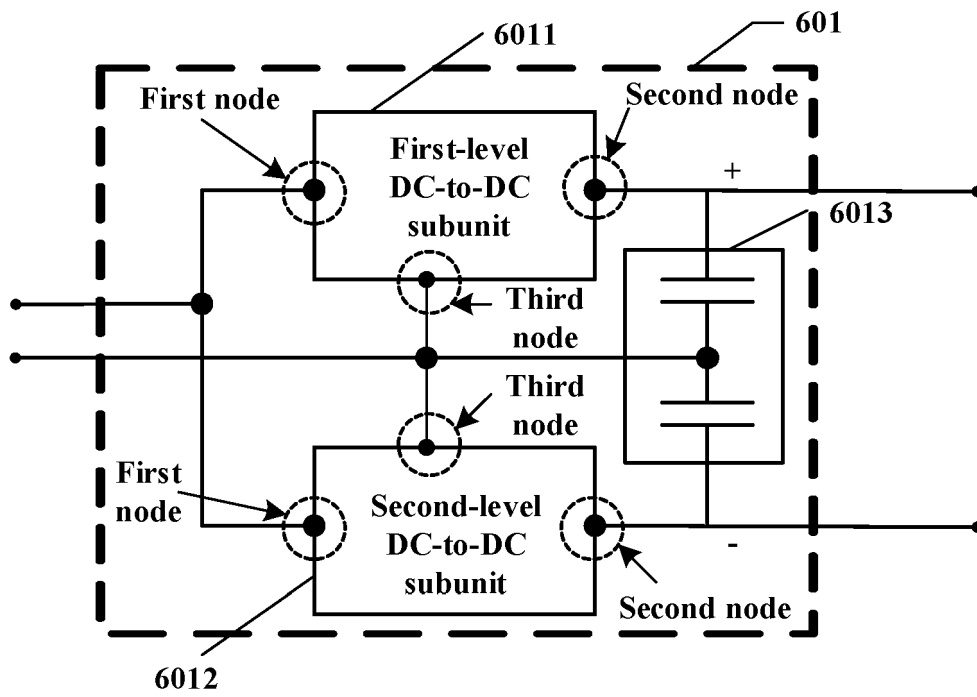 6011
601
First node
Second node
First-level
DC-to-DC
subunit
+
6013
Third
node
Third
node
First
node
Second-level
DC-to-DC
subunit
-
Second node
6012